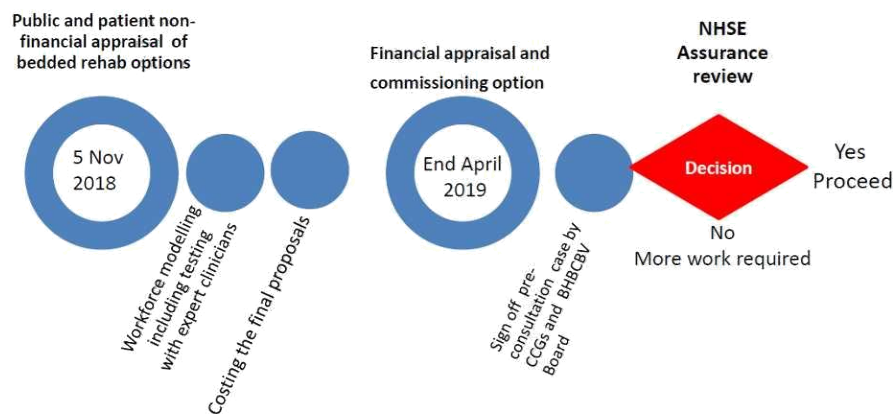 Public and patient non-
financial appraisal of
bedded rehab options
5 Nov
2018
Workforce modelling
including testing
with expert clinicians
Costing the final proposals
Financial appraisal and
commissioning option
End April
2019
Sign off pre-
consultation case by
CCGs and BHBCBV
Board
NHSE
Assurance
review
Decision
Yes
Proceed
No
More work required